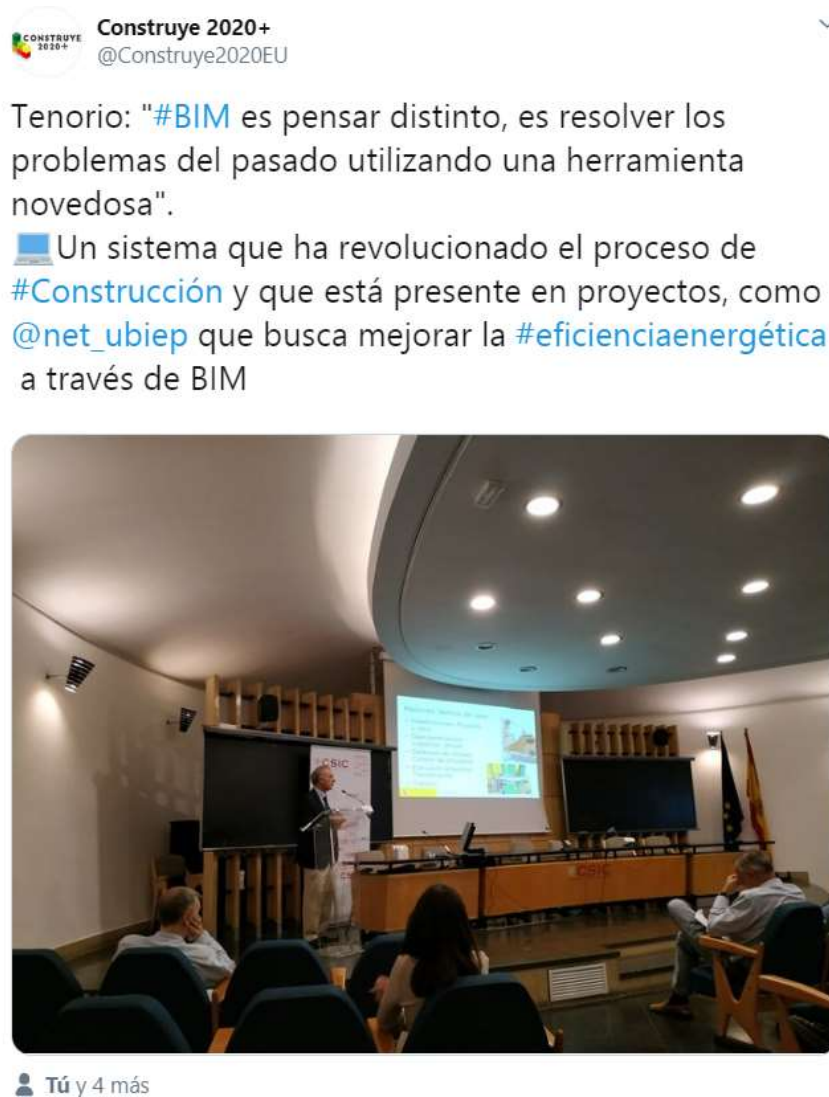 CONSTRUYE
2020+
Construye 2020+
@Construye2020EU
Tenorio: "#BIM es pensar distinto, es resolver los
problemas del pasado utilizando una herramienta
novedosa".
Un sistema que ha revolucionado el proceso de
#Construcción y que está presente en proyectos, como
@net_ubiep que busca mejorar la #eficienciaenergética
a través de BIM
CSIC
CSIC
Tú y 4 más